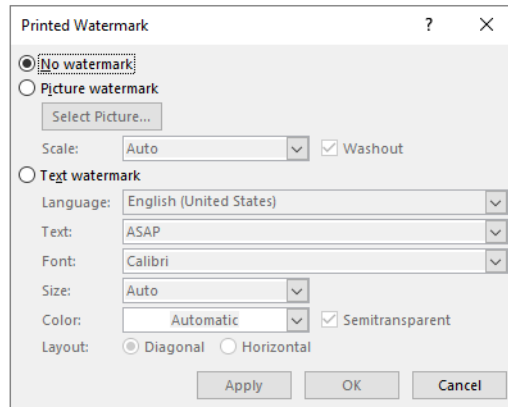 Printed Watermark ? ×
No watermark
Picture watermark
Select Picture...
Scale: Auto Washout
Text watermark
Language: English (United States)
Text: ASAP
Font: Calibri
Size: Auto
Color: Automatic Semitransparent
Layout: Diagonal Horizontal
Apply OK Cancel